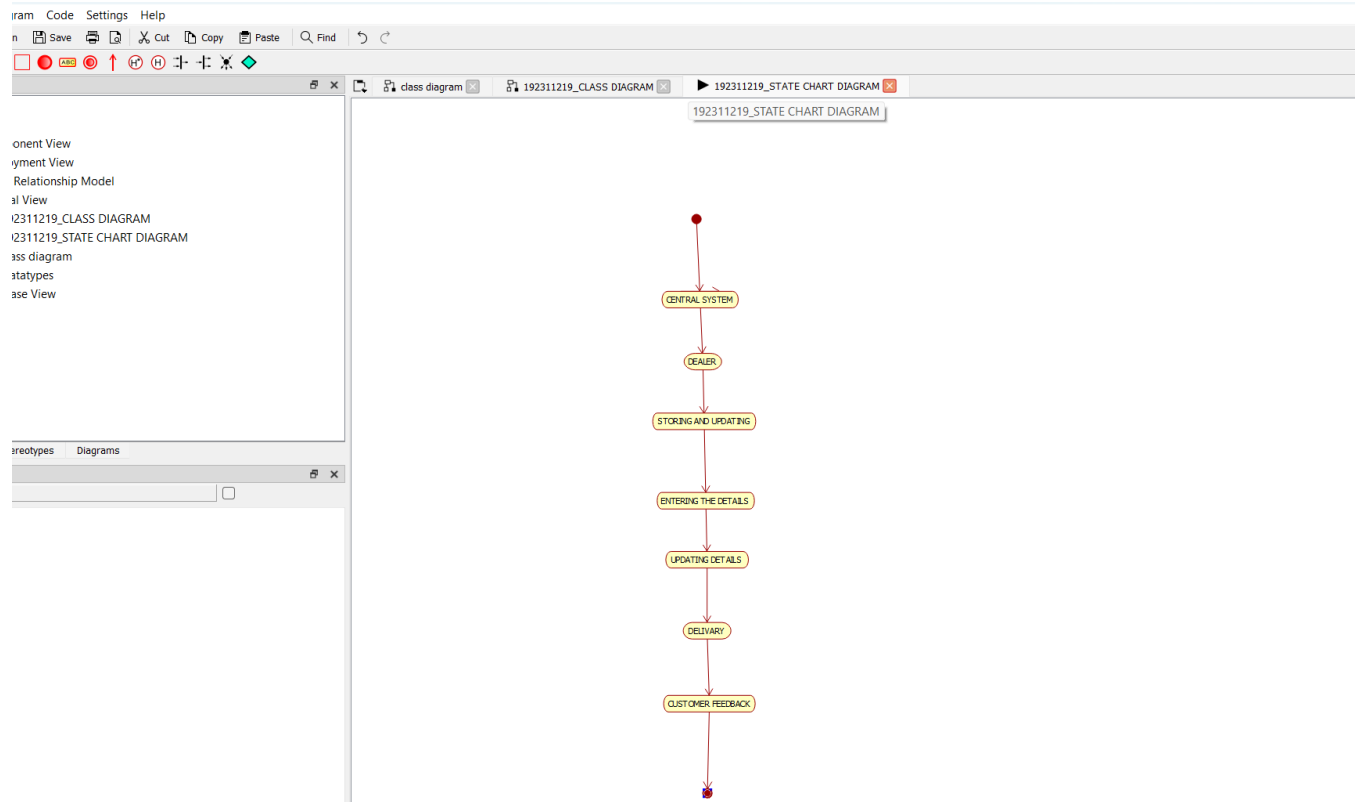 gram Code Settings Help
n Save Cut Copy Paste Find
ABC
class diagram 192311219_CLASS DIAGRAM 192311219_STATE CHART DIAGRAM
192311219_STATE CHART DIAGRAM
onent View
yment View
Relationship Model
al View
92311219_CLASS DIAGRAM
92311219_STATE CHART DIAGRAM
ass diagram
atatypes
ase View
ereotypes Diagrams
CENTRAL SYSTEM
DEALER
STORING AND UPDATING
ENTERING THE DETAILS
UPDATING DETAILS
DELIVARY
CUSTOMER FEEDBACK